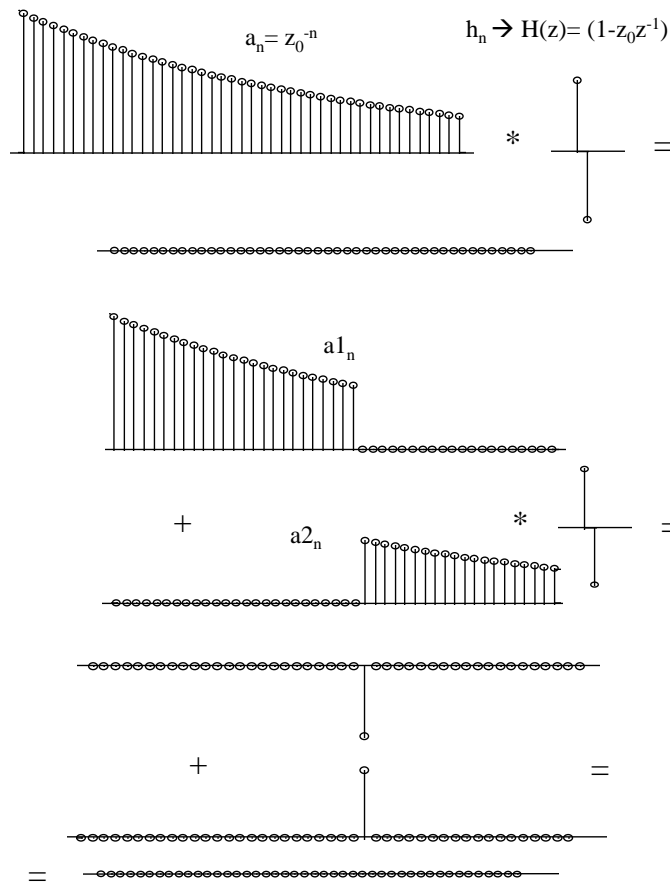 aₙ= z₀⁻ⁿ
hₙ → H(z)= (1-z₀z⁻¹)
* =
a1ₙ
+
a2ₙ
* =
+ =
=